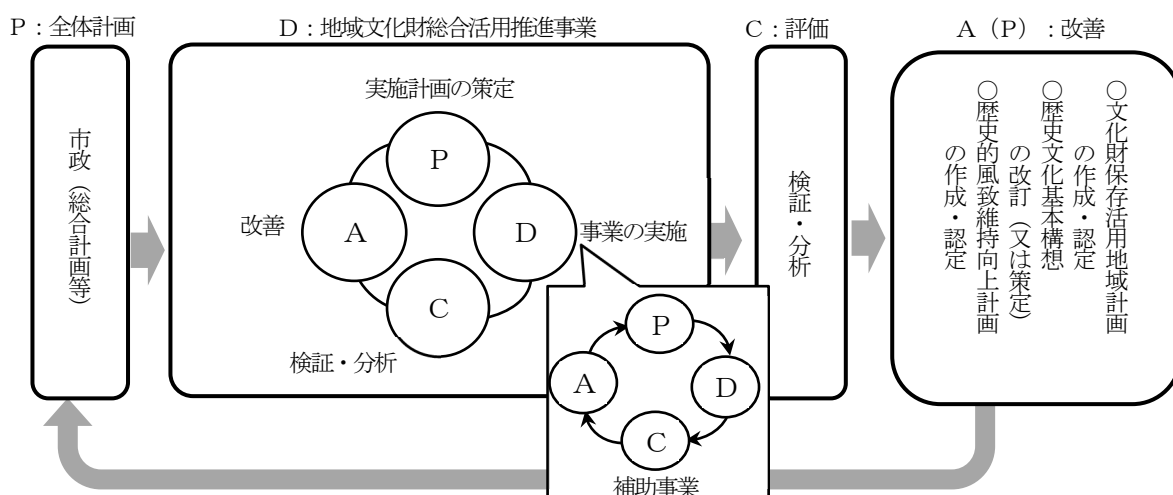 P：全体計画
D：地域文化財総合活用推進事業
C：評価
A（P）：改善
市政（総合計画等）
実施計画の策定
P
改善
A
D
事業の実施
C
検証・分析
P
A
D
C
補助事業
検証・分析
○文化財保存活用地域計画
の作成・認定
○歴史文化基本構想
の改訂（又は策定）
○歴史的風致維持向上計画
の作成・認定